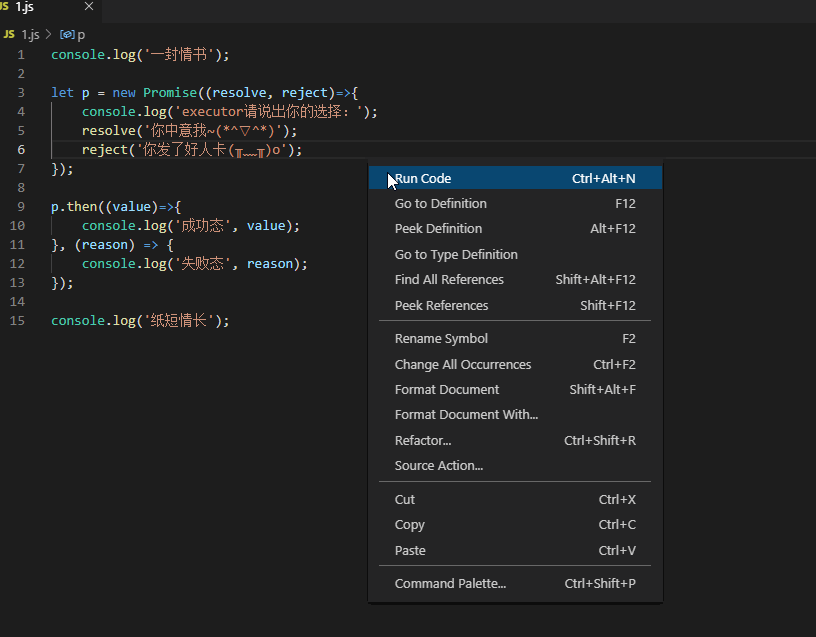 JS 1.js ×
JS 1.js > p
1 console.log('一封情书');
2
3 let p = new Promise((resolve, reject)=>{
4 console.log('executor请说出你的选择：');
5 resolve('你中意我~(*^▽^*)');
6 reject('你发了好人卡(╥﹏╥)o');
7 });
8
9 p.then((value)=>{
10 console.log('成功态', value);
11 }, (reason) => {
12 console.log('失败态', reason);
13 });
14
15 console.log('纸短情长');
Run Code Ctrl+Alt+N
Go to Definition F12
Peek Definition Alt+F12
Go to Type Definition
Find All References Shift+Alt+F12
Peek References Shift+F12
Rename Symbol F2
Change All Occurrences Ctrl+F2
Format Document Shift+Alt+F
Format Document With...
Refactor... Ctrl+Shift+R
Source Action...
Cut Ctrl+X
Copy Ctrl+C
Paste Ctrl+V
Command Palette... Ctrl+Shift+P